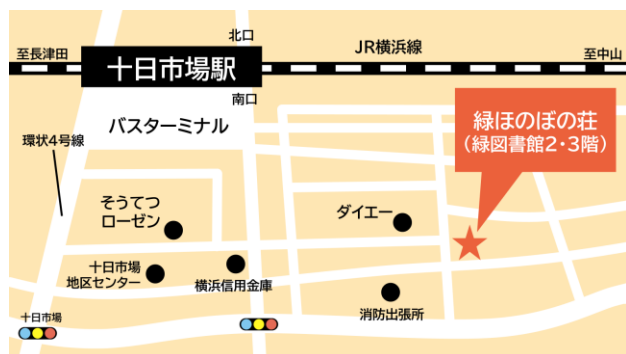 北口
JR横浜線
至長津田
至中山
十日市場駅
南口
バスターミナル
緑ほのぼの荘
（緑図書館2・3階）
環状4号線
そうてつ
ローゼン
ダイエー
十日市場
地区センター
横浜信用金庫
消防出張所
十日市場